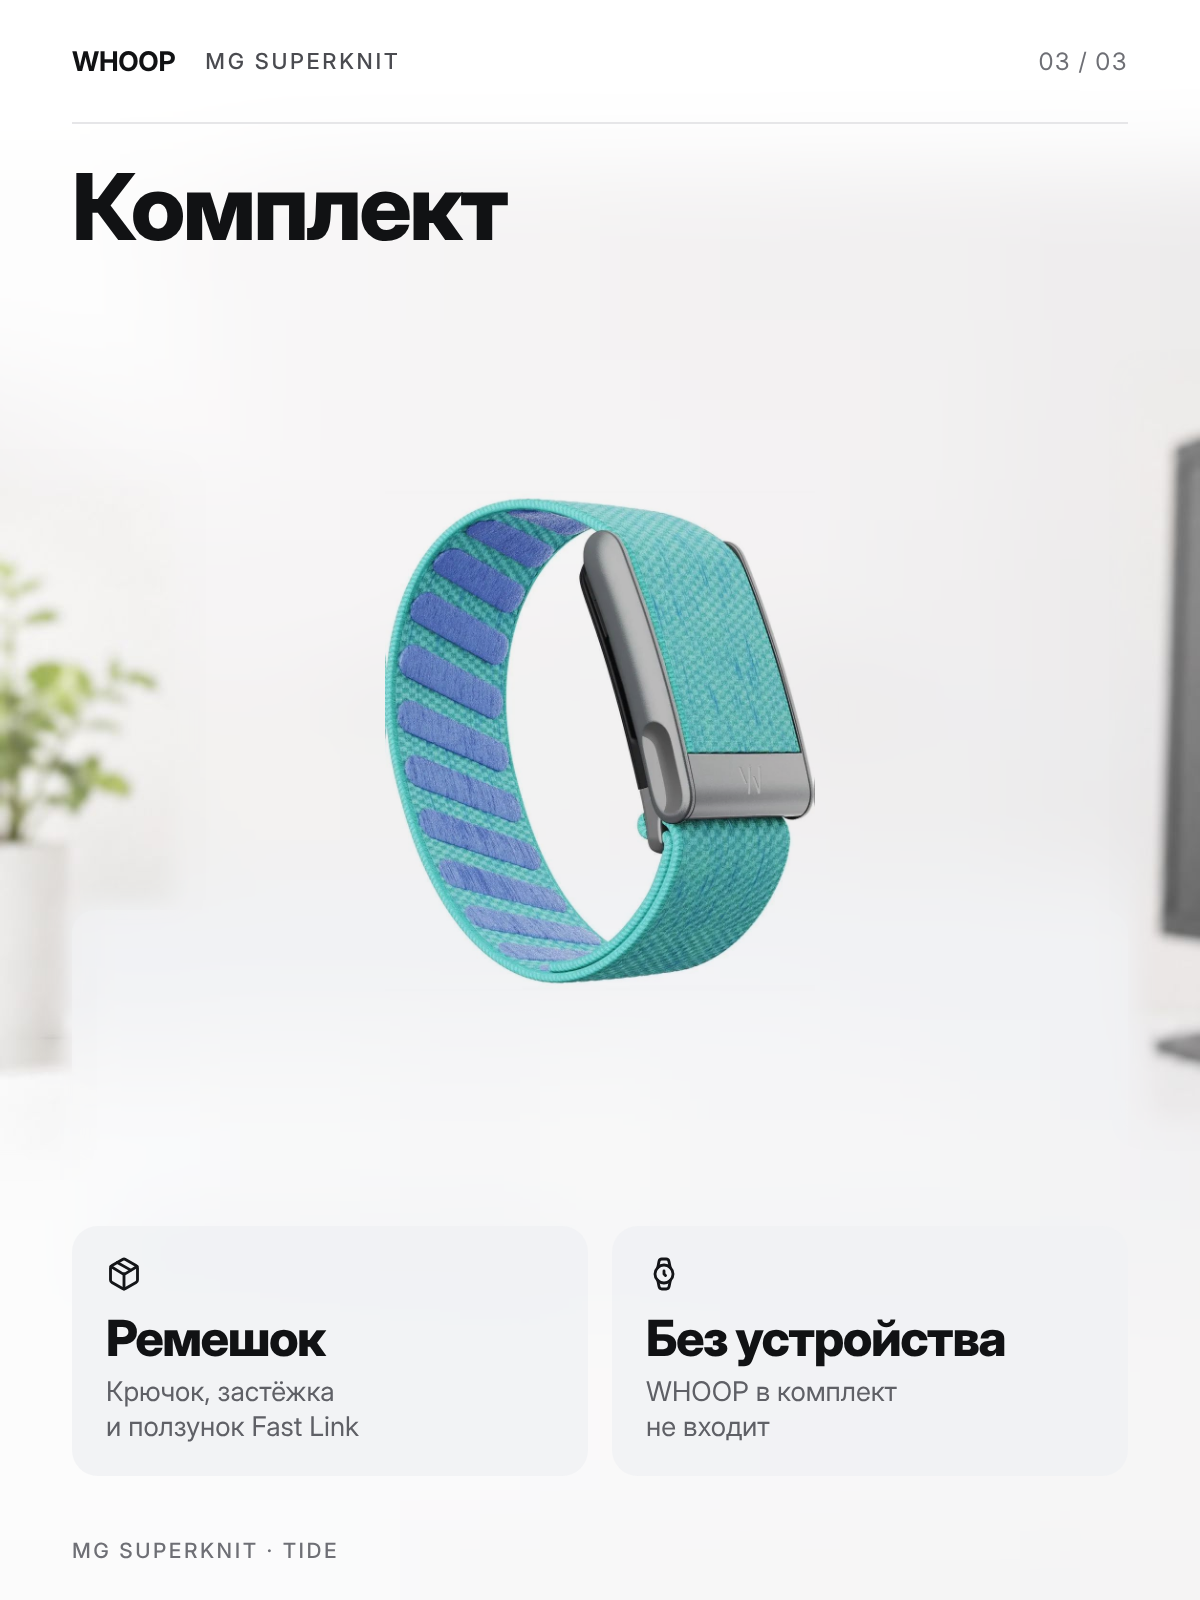 WHOOP MG SUPERKNIT 03 / 03
Комплект
W
Ремешок
Крючок, застёжка
и ползунок Fast Link
Без устройства
WHOOP в комплект
не входит
MG SUPERKNIT · TIDE